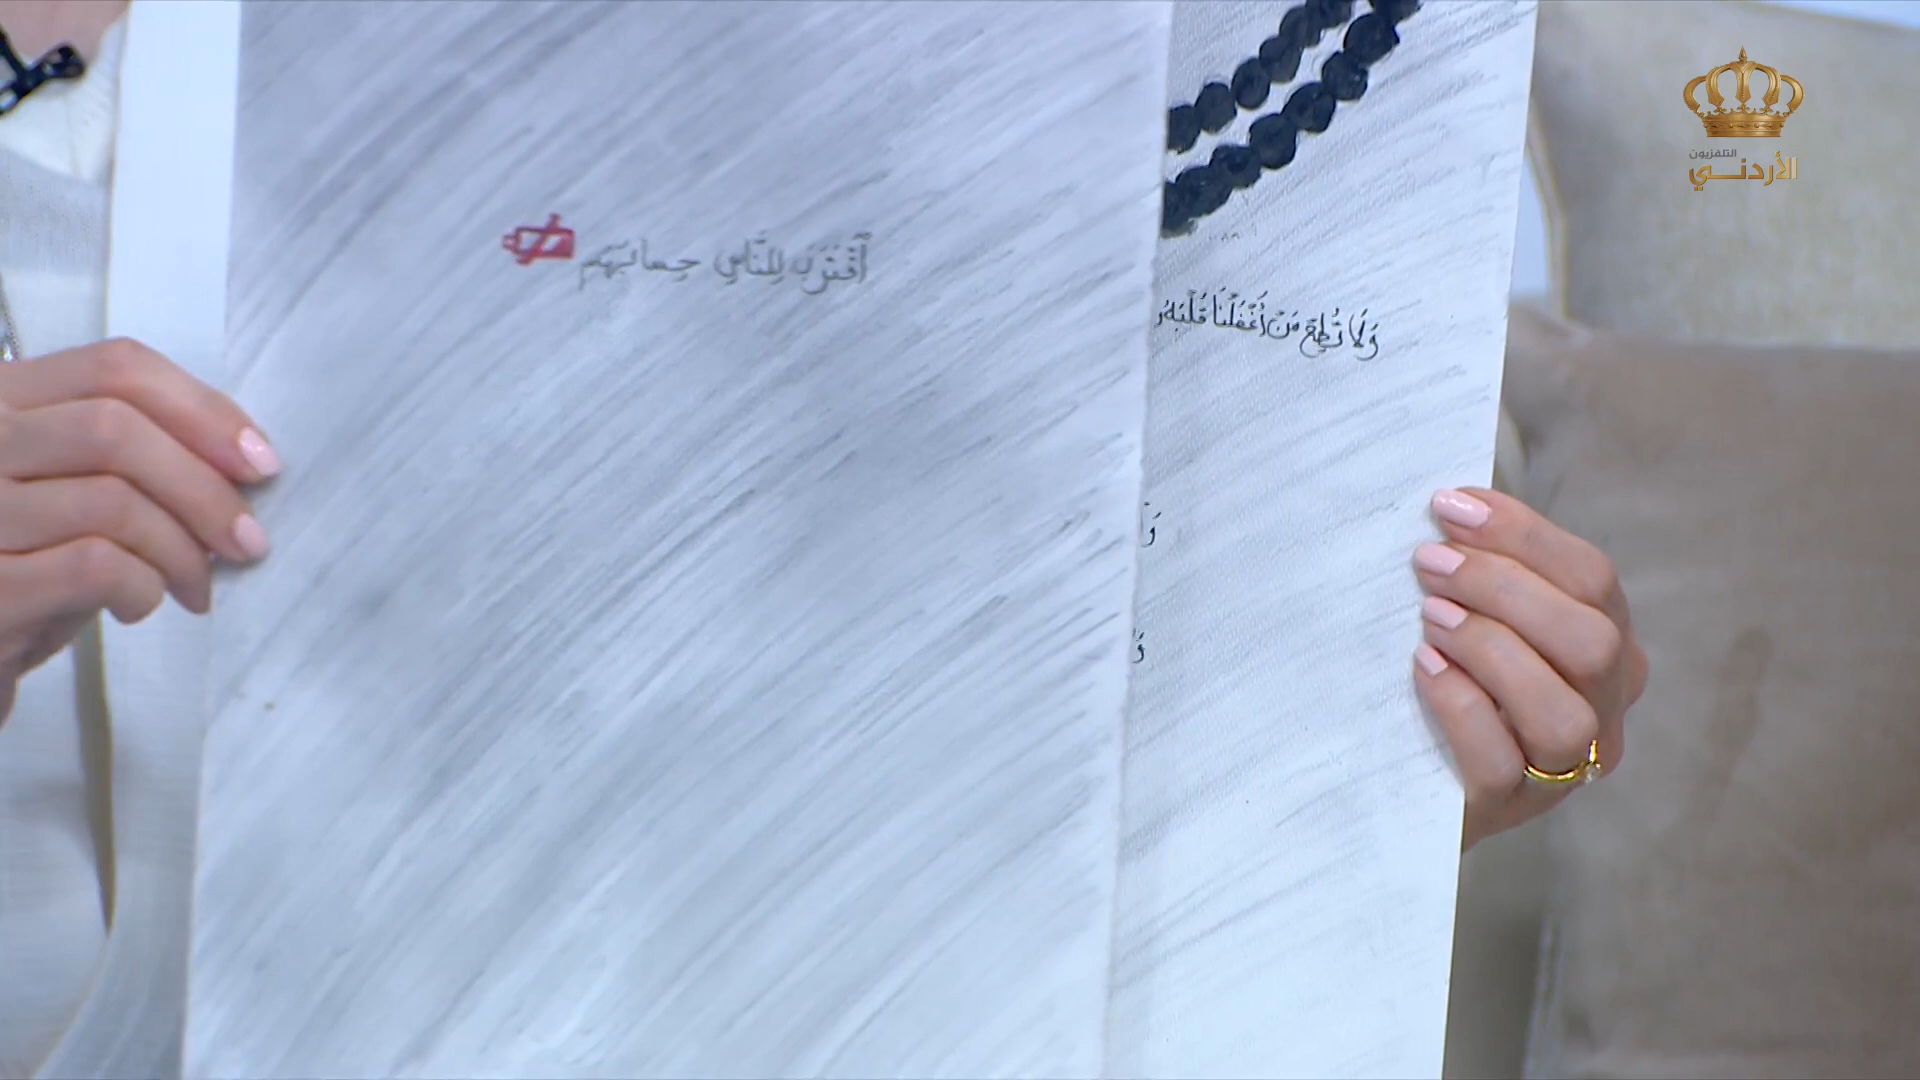 التلفزيون
الأردني
ٱقْتَرَبَ لِلنَّاسِ حِسَابُهُمْ
وَلَا تُطِعْ مَنْ أَغْفَلْنَا قَلْبَهُۥ